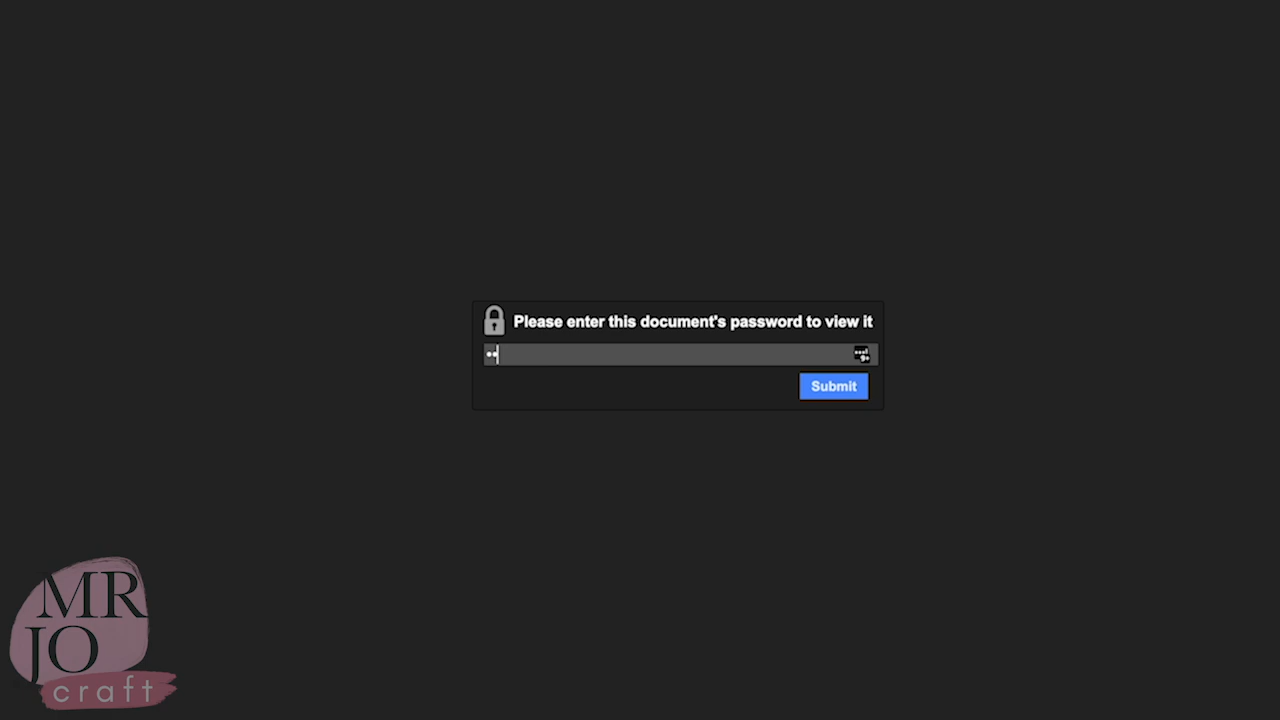 Please enter this document's password to view it
••
Submit
MR
JO
craft